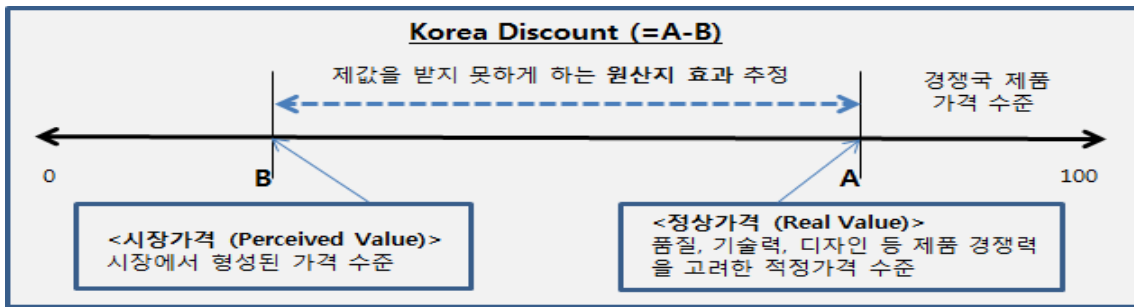 Korea Discount (=A-B)
제값을 받지 못하게 하는 원산지 효과 추정
경쟁국 제품
가격 수준
0
B
A
100
<시장가격 (Perceived Value)>
시장에서 형성된 가격 수준
<정상가격 (Real Value)>
품질, 기술력, 디자인 등 제품 경쟁력
을 고려한 적정가격 수준